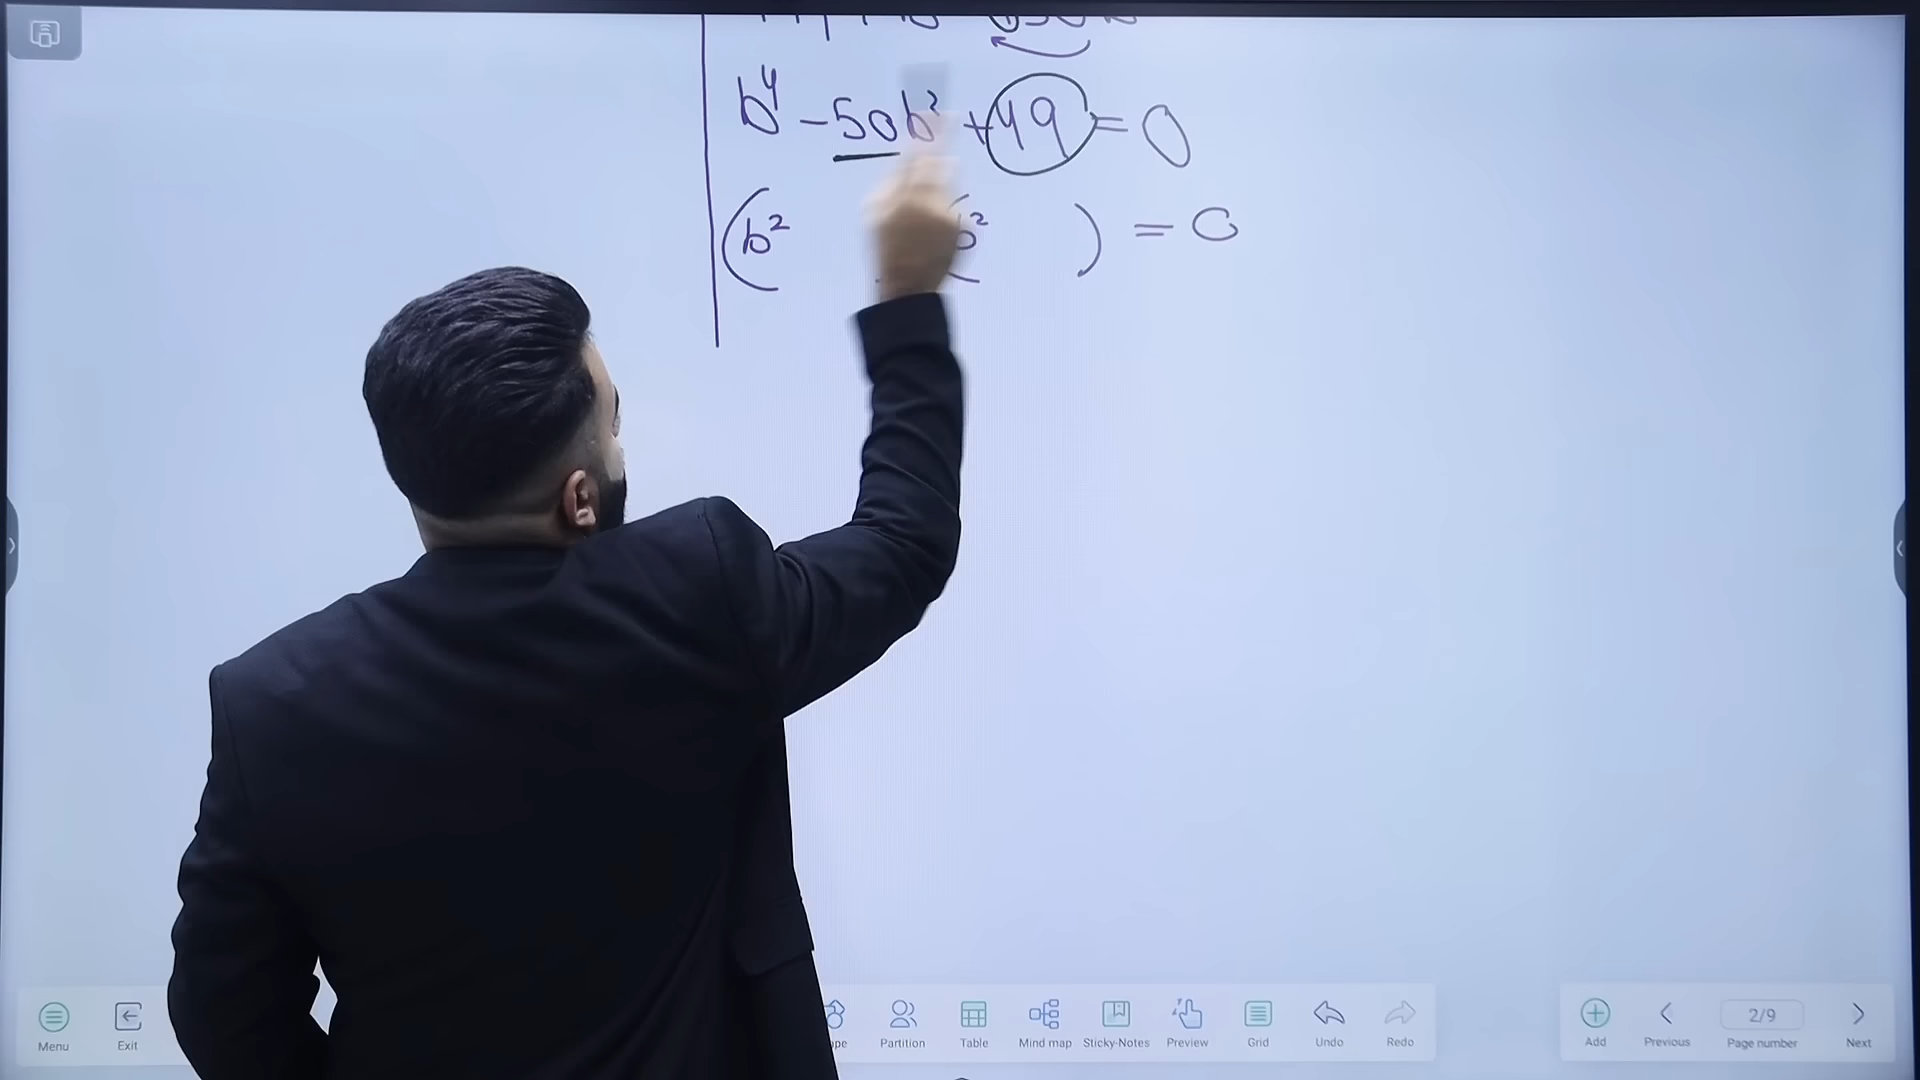 b⁴ - 50b² + 49 = 0
(b² (b² ) = 0
Menu
Exit
Partition
Table
Mind map
Sticky-Notes
Preview
Grid
Undo
Redo
Add
Previous
2/9
Page number
Next